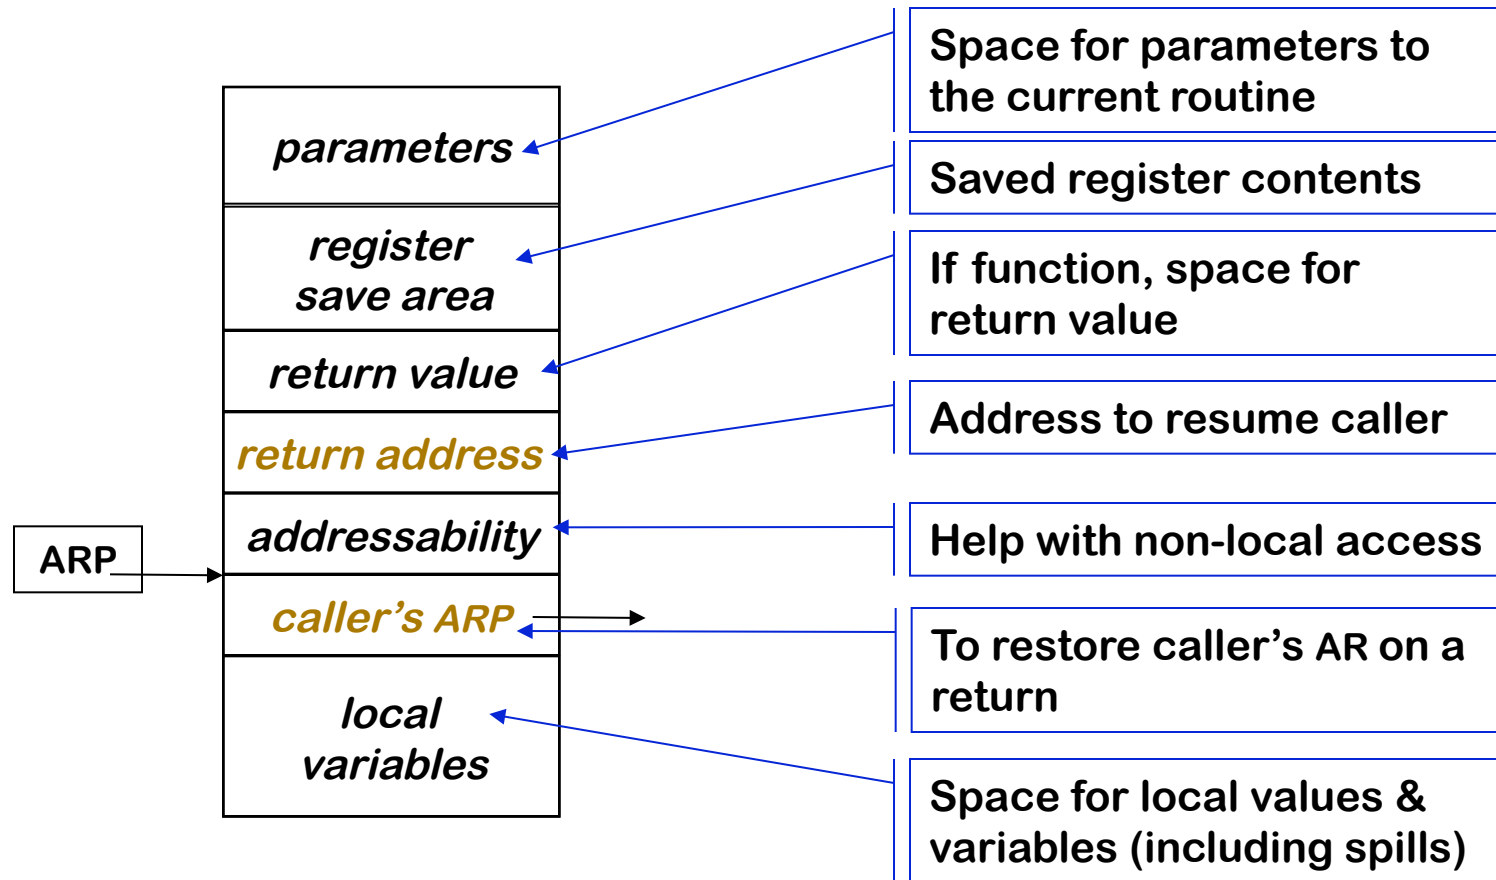 parameters
register
save area
return value
return address
addressability
caller's ARP
local
variables
ARP
Space for parameters to
the current routine
Saved register contents
If function, space for
return value
Address to resume caller
Help with non-local access
To restore caller's AR on a
return
Space for local values &
variables (including spills)